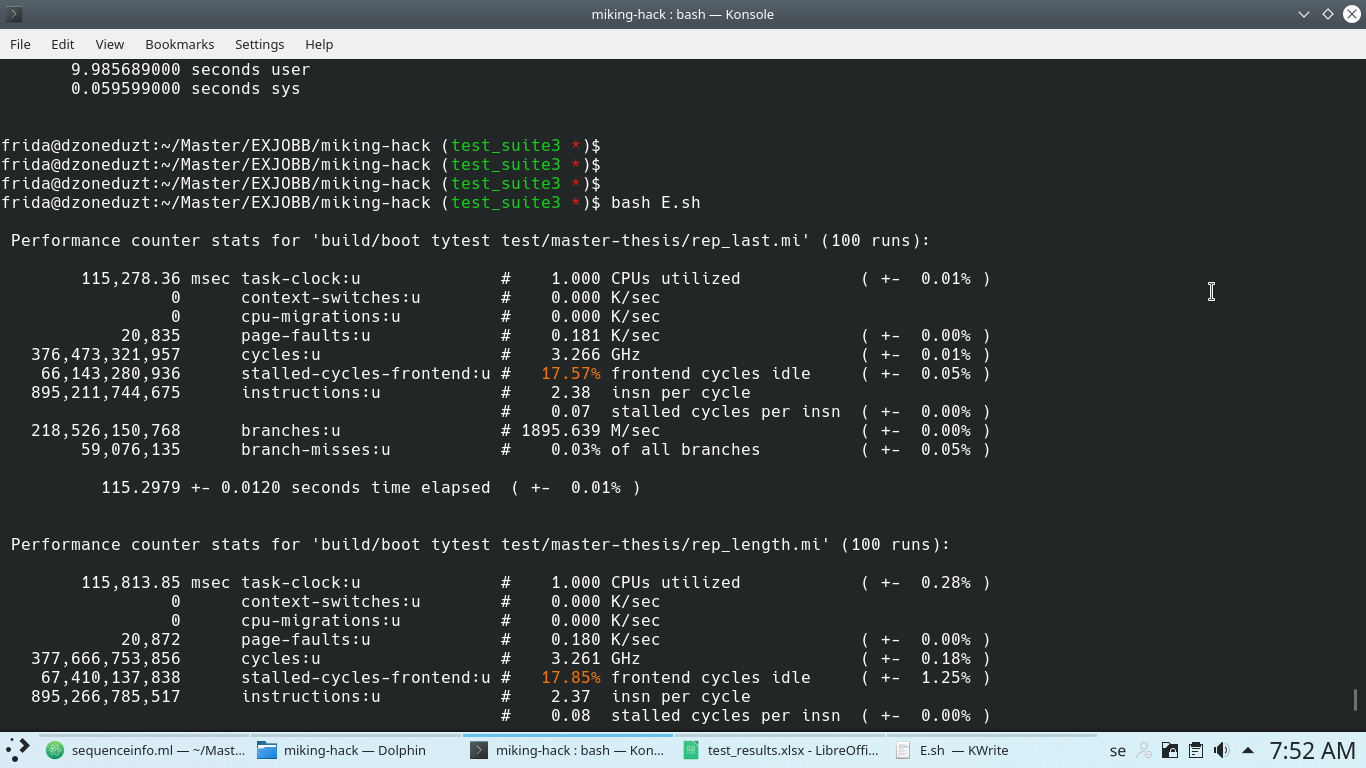 miking-hack : bash — Konsole
File Edit View Bookmarks Settings Help
9.985689000 seconds user
0.059599000 seconds sys
frida@dzoneduzt:~/Master/EXJOBB/miking-hack (test_suite3 *)$
frida@dzoneduzt:~/Master/EXJOBB/miking-hack (test_suite3 *)$
frida@dzoneduzt:~/Master/EXJOBB/miking-hack (test_suite3 *)$
frida@dzoneduzt:~/Master/EXJOBB/miking-hack (test_suite3 *)$ bash E.sh
Performance counter stats for 'build/boot tytest test/master-thesis/rep_last.mi' (100 runs):
115,278.36 msec task-clock:u # 1.000 CPUs utilized ( +- 0.01% )
0 context-switches:u # 0.000 K/sec
0 cpu-migrations:u # 0.000 K/sec
20,835 page-faults:u # 0.181 K/sec ( +- 0.00% )
376,473,321,957 cycles:u # 3.266 GHz ( +- 0.01% )
66,143,280,936 stalled-cycles-frontend:u # 17.57% frontend cycles idle ( +- 0.05% )
895,211,744,675 instructions:u # 2.38 insn per cycle
# 0.07 stalled cycles per insn ( +- 0.00% )
218,526,150,768 branches:u # 1895.639 M/sec ( +- 0.00% )
59,076,135 branch-misses:u # 0.03% of all branches ( +- 0.05% )
115.2979 +- 0.0120 seconds time elapsed ( +- 0.01% )
Performance counter stats for 'build/boot tytest test/master-thesis/rep_length.mi' (100 runs):
115,813.85 msec task-clock:u # 1.000 CPUs utilized ( +- 0.28% )
0 context-switches:u # 0.000 K/sec
0 cpu-migrations:u # 0.000 K/sec
20,872 page-faults:u # 0.180 K/sec ( +- 0.00% )
377,666,753,856 cycles:u # 3.261 GHz ( +- 0.18% )
67,410,137,838 stalled-cycles-frontend:u # 17.85% frontend cycles idle ( +- 1.25% )
895,266,785,517 instructions:u # 2.37 insn per cycle
# 0.08 stalled cycles per insn ( +- 0.00% )
sequenceinfo.ml — ~/Mast... miking-hack — Dolphin miking-hack : bash — Kon... test_results.xlsx - LibreOffi... E.sh — KWrite se 7:52 AM